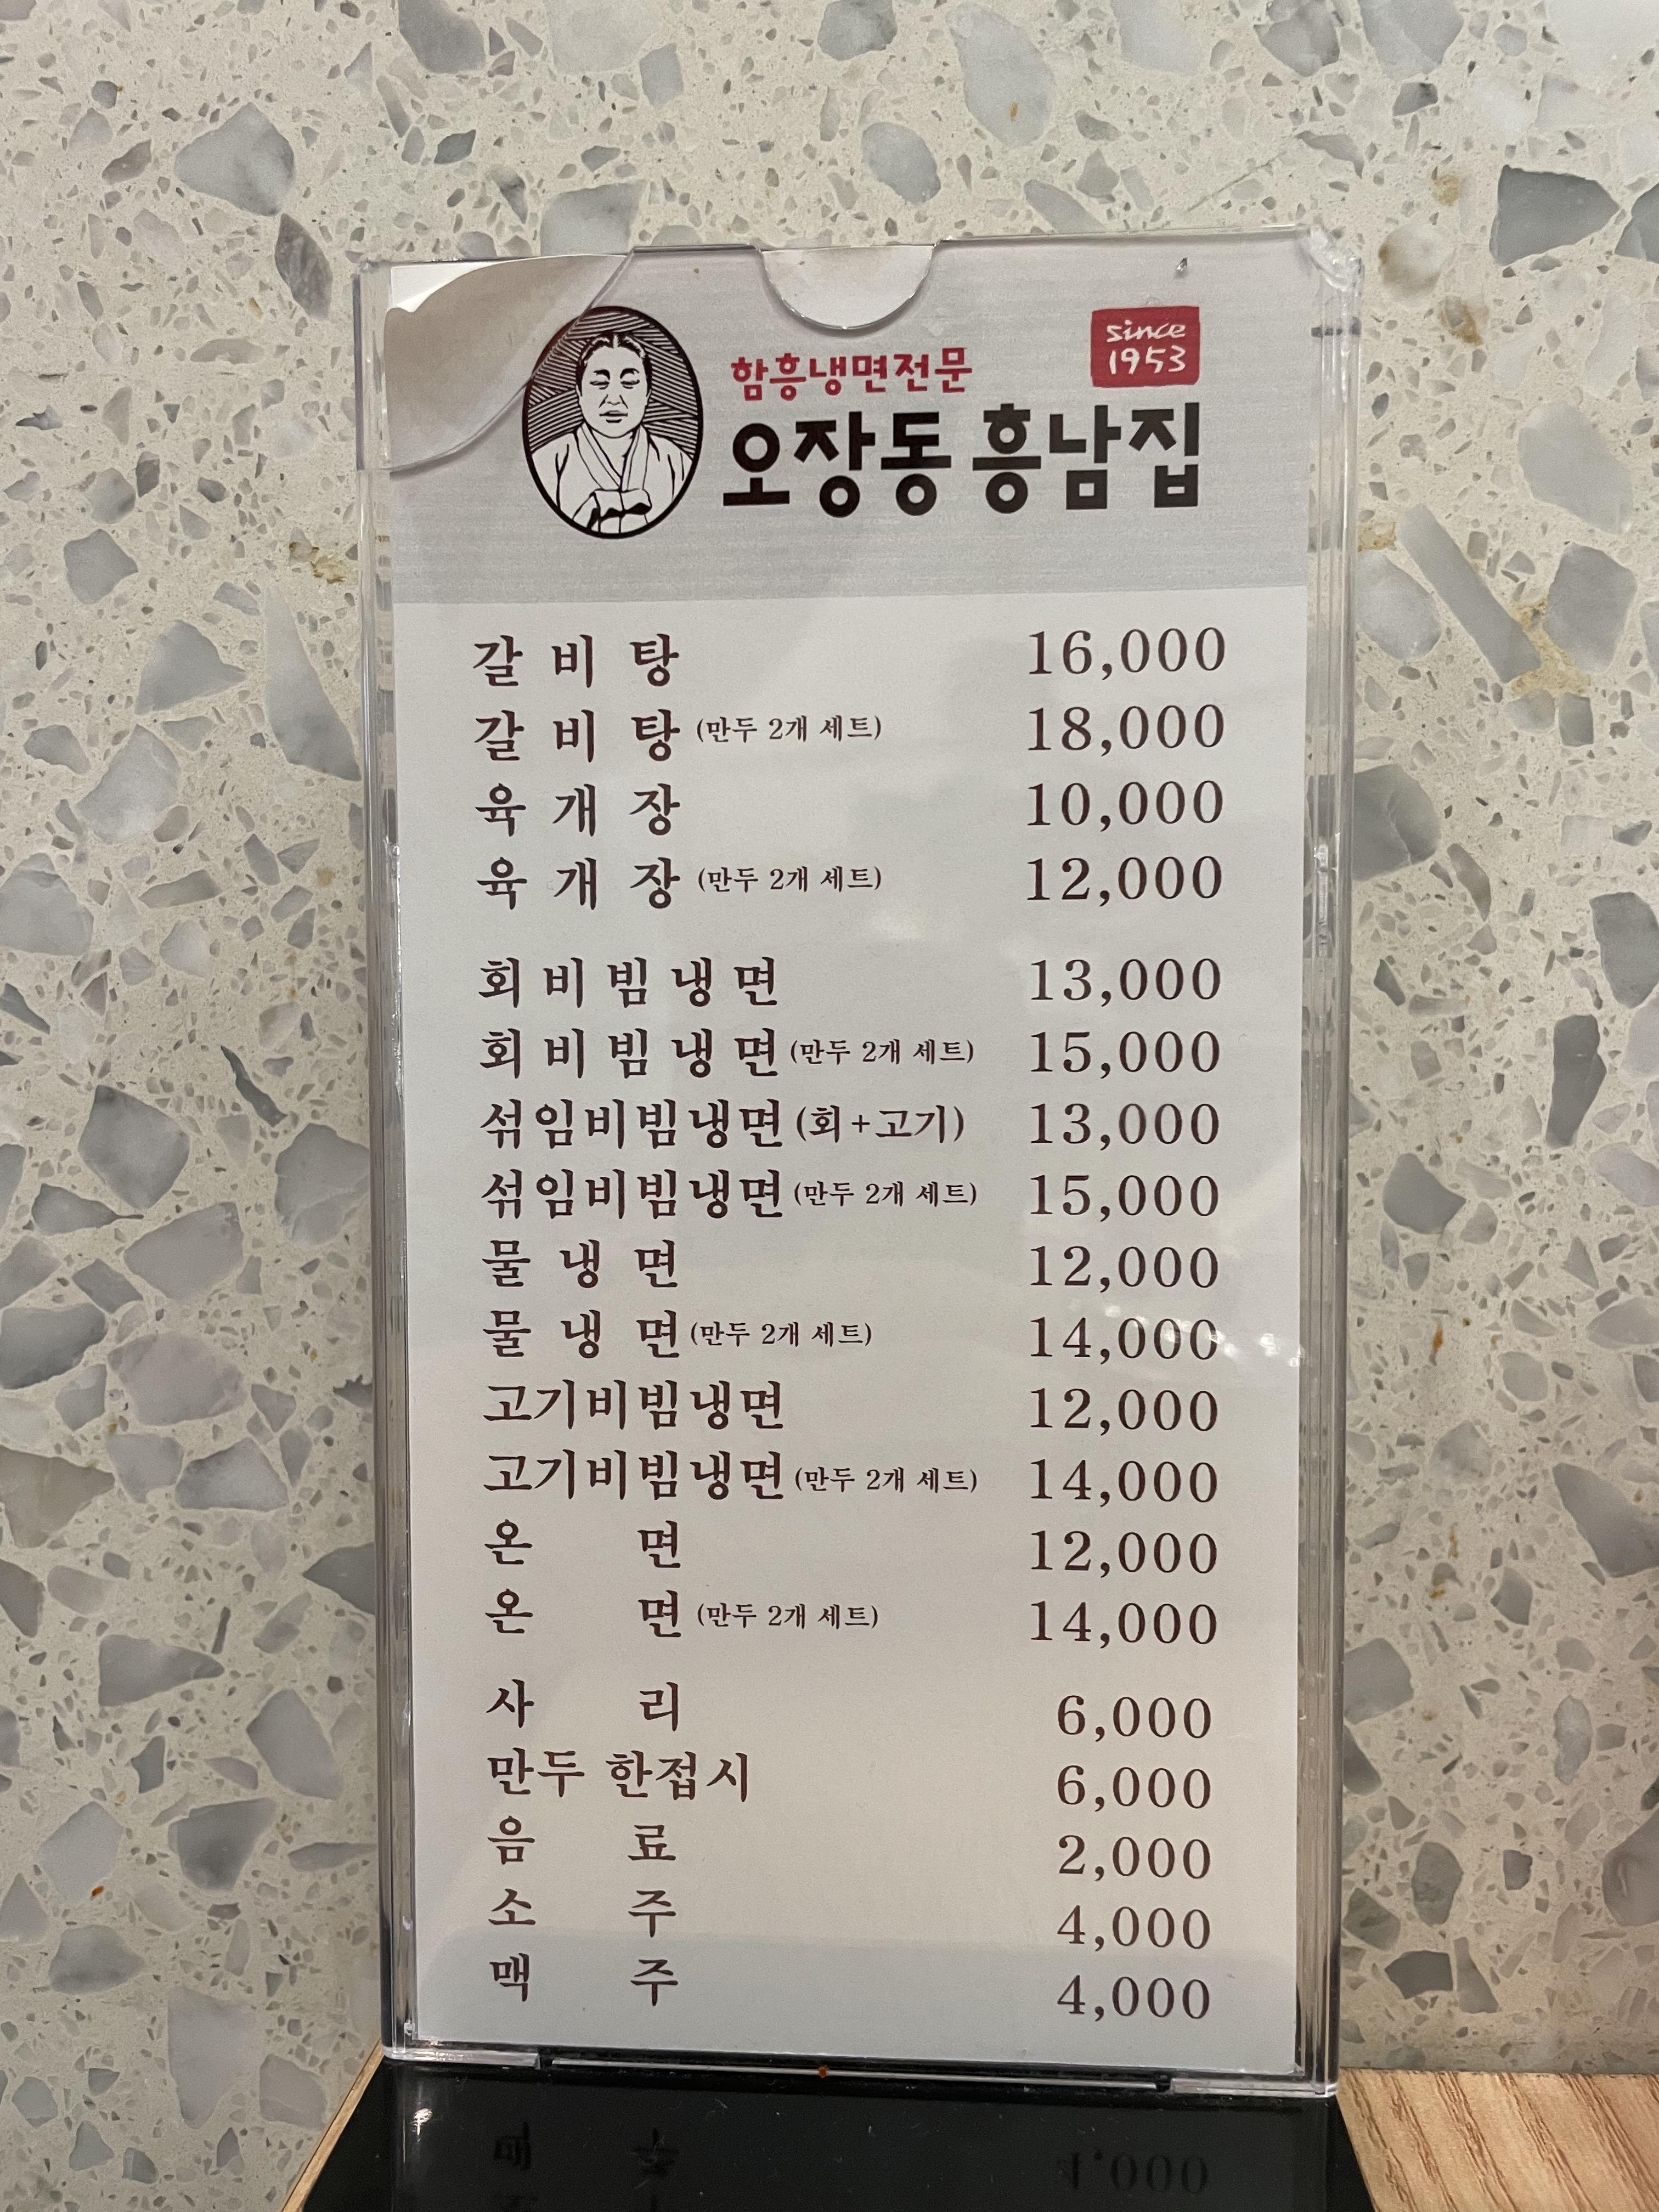 since
1953
함흥냉면전문
오장동 흥남집
갈비탕 16,000
갈비탕 (만두 2개 세트) 18,000
육개장 10,000
육개장 (만두 2개 세트) 12,000
회비빔냉면 13,000
회비빔냉면 (만두 2개 세트) 15,000
섞임비빔냉면 (회+고기) 13,000
섞임비빔냉면 (만두 2개 세트) 15,000
물냉면 12,000
물냉면 (만두 2개 세트) 14,000
고기비빔냉면 12,000
고기비빔냉면 (만두 2개 세트) 14,000
온면 12,000
온면 (만두 2개 세트) 14,000
사리 6,000
만두 한접시 6,000
음료 2,000
소주 4,000
맥주 4,000